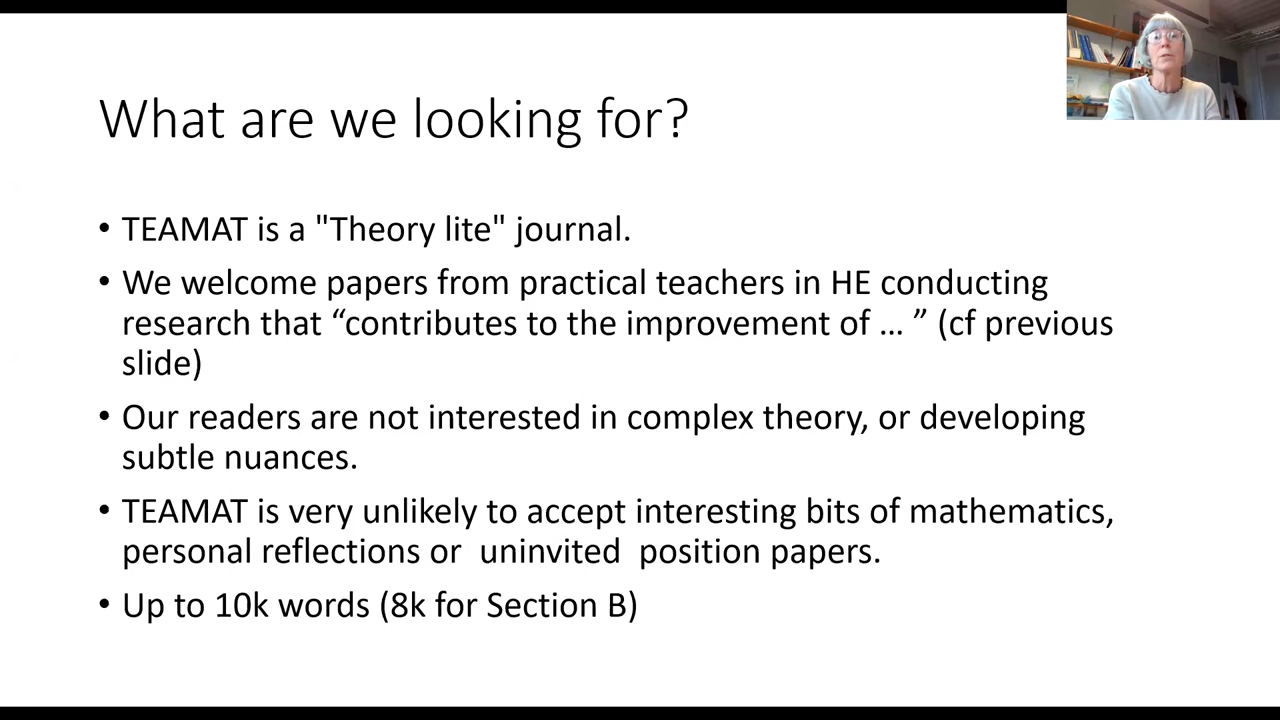 What are we looking for?
• TEAMAT is a "Theory lite" journal.
• We welcome papers from practical teachers in HE conducting
research that “contributes to the improvement of ... ” (cf previous
slide)
• Our readers are not interested in complex theory, or developing
subtle nuances.
• TEAMAT is very unlikely to accept interesting bits of mathematics,
personal reflections or  uninvited  position papers.
• Up to 10k words (8k for Section B)